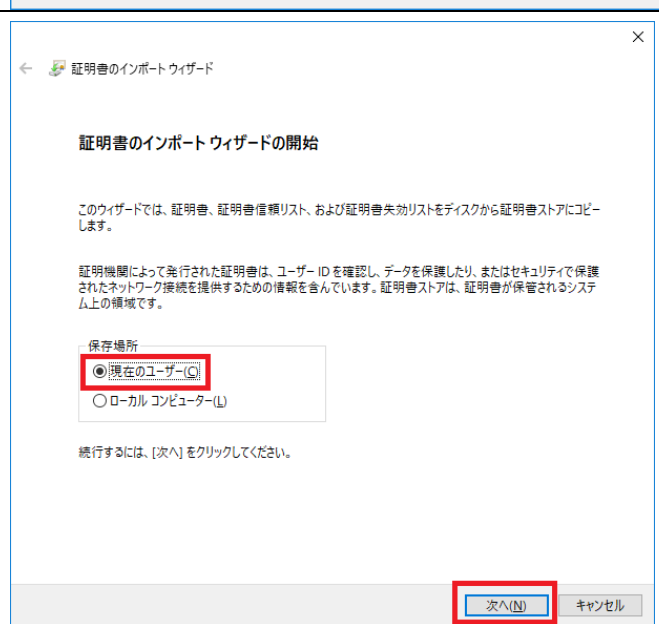 証明書のインポート ウィザード
証明書のインポート ウィザードの開始
このウィザードでは、証明書、証明書信頼リスト、および証明書失効リストをディスクから証明書ストアにコピー
します。
証明機関によって発行された証明書は、ユーザー ID を確認し、データを保護したり、またはセキュリティで保護
されたネットワーク接続を提供するための情報を含んでいます。証明書ストアは、証明書が保管されるシステ
ム上の領域です。
保存場所
現在のユーザー(C)
ローカル コンピューター(L)
続行するには、[次へ] をクリックしてください。
次へ(N) キャンセル